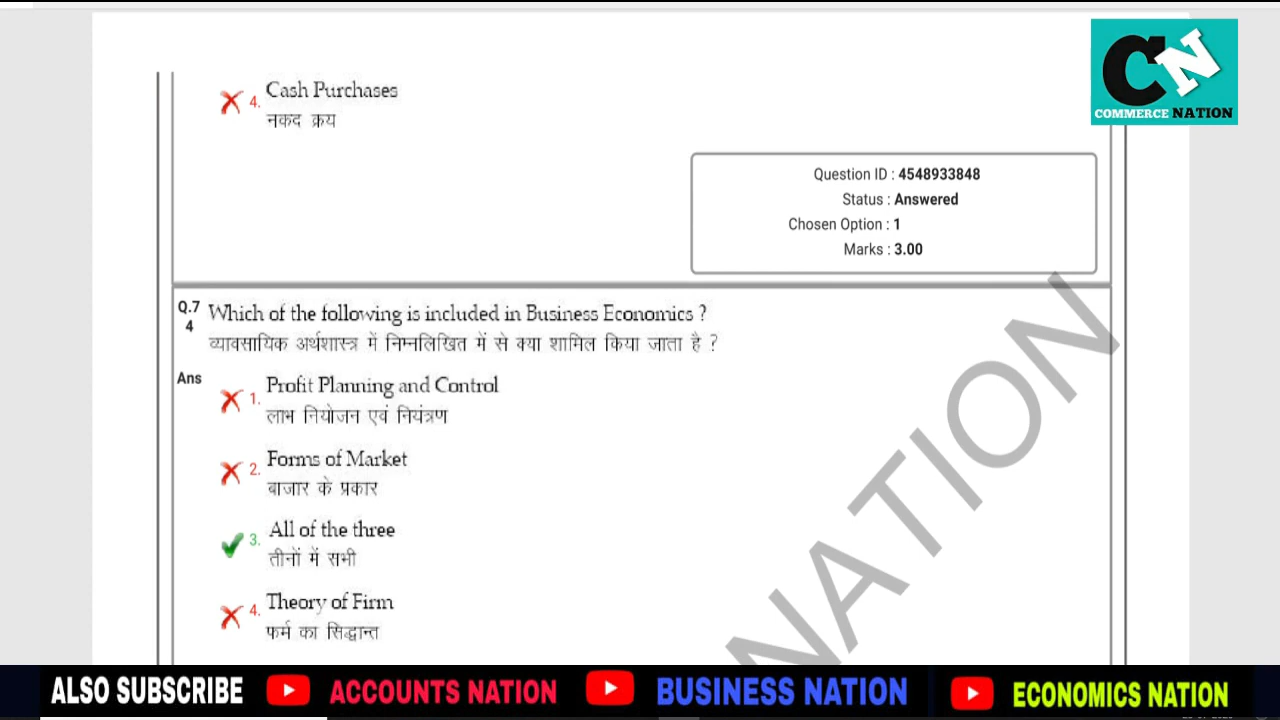 CN
COMMERCE NATION
4. Cash Purchases
नकद क्रय
Question ID : 4548933848
Status : Answered
Chosen Option : 1
Marks : 3.00
Q.7
4
Which of the following is included in Business Economics ?
व्यावसायिक अर्थशास्त्र में निम्नलिखित में से क्या शामिल किया जाता है ?
Ans
1. Profit Planning and Control
लाभ नियोजन एवं नियंत्रण
2. Forms of Market
बाजार के प्रकार
3. All of the three
तीनों में सभी
4. Theory of Firm
फर्म का सिद्धान्त
NATION
ALSO SUBSCRIBE ACCOUNTS NATION BUSINESS NATION ECONOMICS NATION